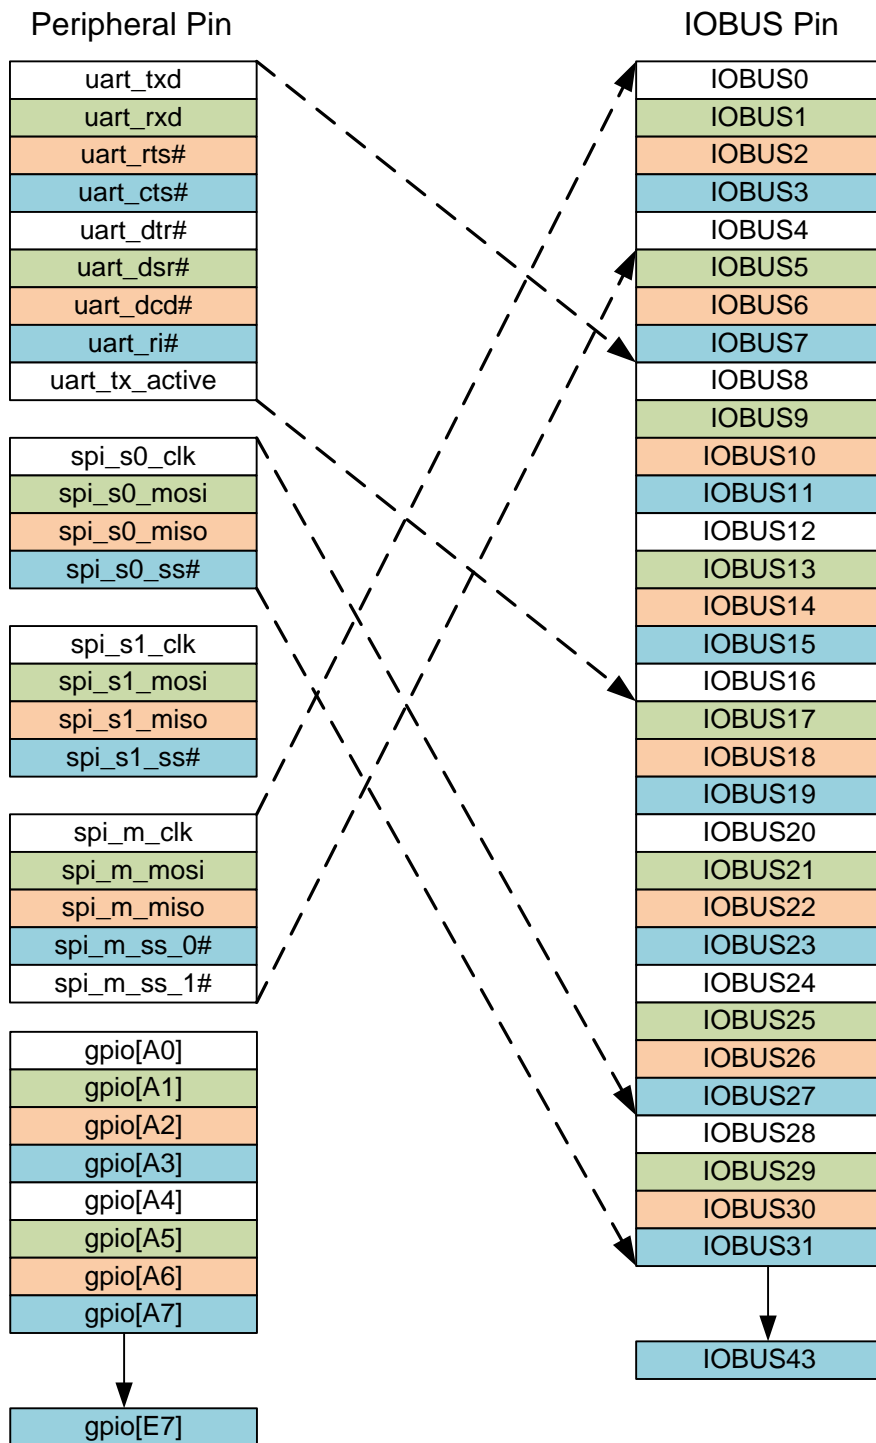 Peripheral Pin
uart_txd
uart_rxd
uart_rts#
uart_cts#
uart_dtr#
uart_dsr#
uart_dcd#
uart_ri#
uart_tx_active
spi_s0_clk
spi_s0_mosi
spi_s0_miso
spi_s0_ss#
spi_s1_clk
spi_s1_mosi
spi_s1_miso
spi_s1_ss#
spi_m_clk
spi_m_mosi
spi_m_miso
spi_m_ss_0#
spi_m_ss_1#
gpio[A0]
gpio[A1]
gpio[A2]
gpio[A3]
gpio[A4]
gpio[A5]
gpio[A6]
gpio[A7]
gpio[E7]
IOBUS Pin
IOBUS0
IOBUS1
IOBUS2
IOBUS3
IOBUS4
IOBUS5
IOBUS6
IOBUS7
IOBUS8
IOBUS9
IOBUS10
IOBUS11
IOBUS12
IOBUS13
IOBUS14
IOBUS15
IOBUS16
IOBUS17
IOBUS18
IOBUS19
IOBUS20
IOBUS21
IOBUS22
IOBUS23
IOBUS24
IOBUS25
IOBUS26
IOBUS27
IOBUS28
IOBUS29
IOBUS30
IOBUS31
IOBUS43